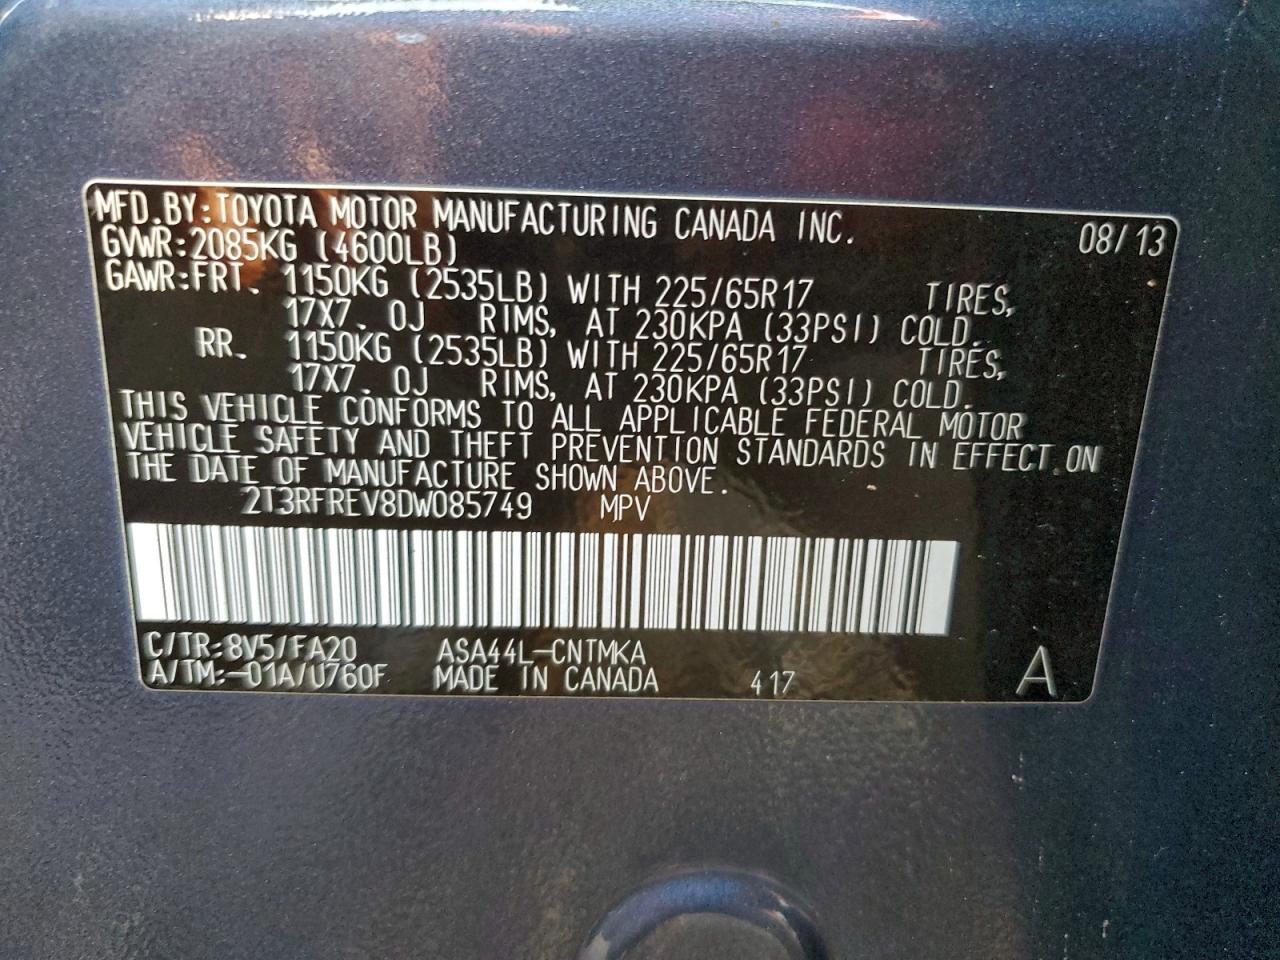 MFD.BY:TOYOTA MOTOR MANUFACTURING CANADA INC. 08/13
GVWR:2085KG (4600LB)
GAWR:FRT. 1150KG (2535LB) WITH 225/65R17 TIRES,
17X7.0J RIMS, AT 230KPA (33PSI) COLD.
RR. 1150KG (2535LB) WITH 225/65R17 TIRES,
17X7.0J RIMS, AT 230KPA (33PSI) COLD.
THIS VEHICLE CONFORMS TO ALL APPLICABLE FEDERAL MOTOR
VEHICLE SAFETY AND THEFT PREVENTION STANDARDS IN EFFECT ON
THE DATE OF MANUFACTURE SHOWN ABOVE.
2T3RFREV8DW085749 MPV
C/TR:8V5/FA20 ASA44L-CNTMKA
A/TM:-01A/U760F MADE IN CANADA 417 A